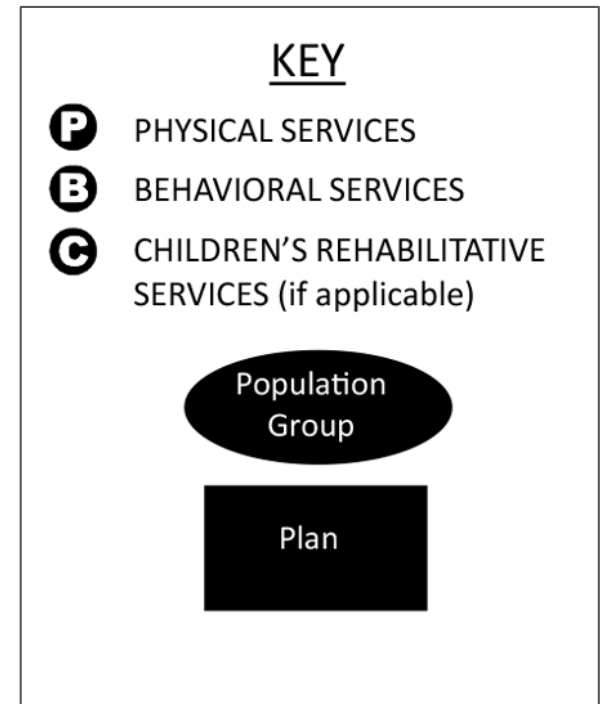 KEY
P PHYSICAL SERVICES
B BEHAVIORAL SERVICES
C CHILDREN’S REHABILITATIVE
SERVICES (if applicable)
Population
Group
Plan